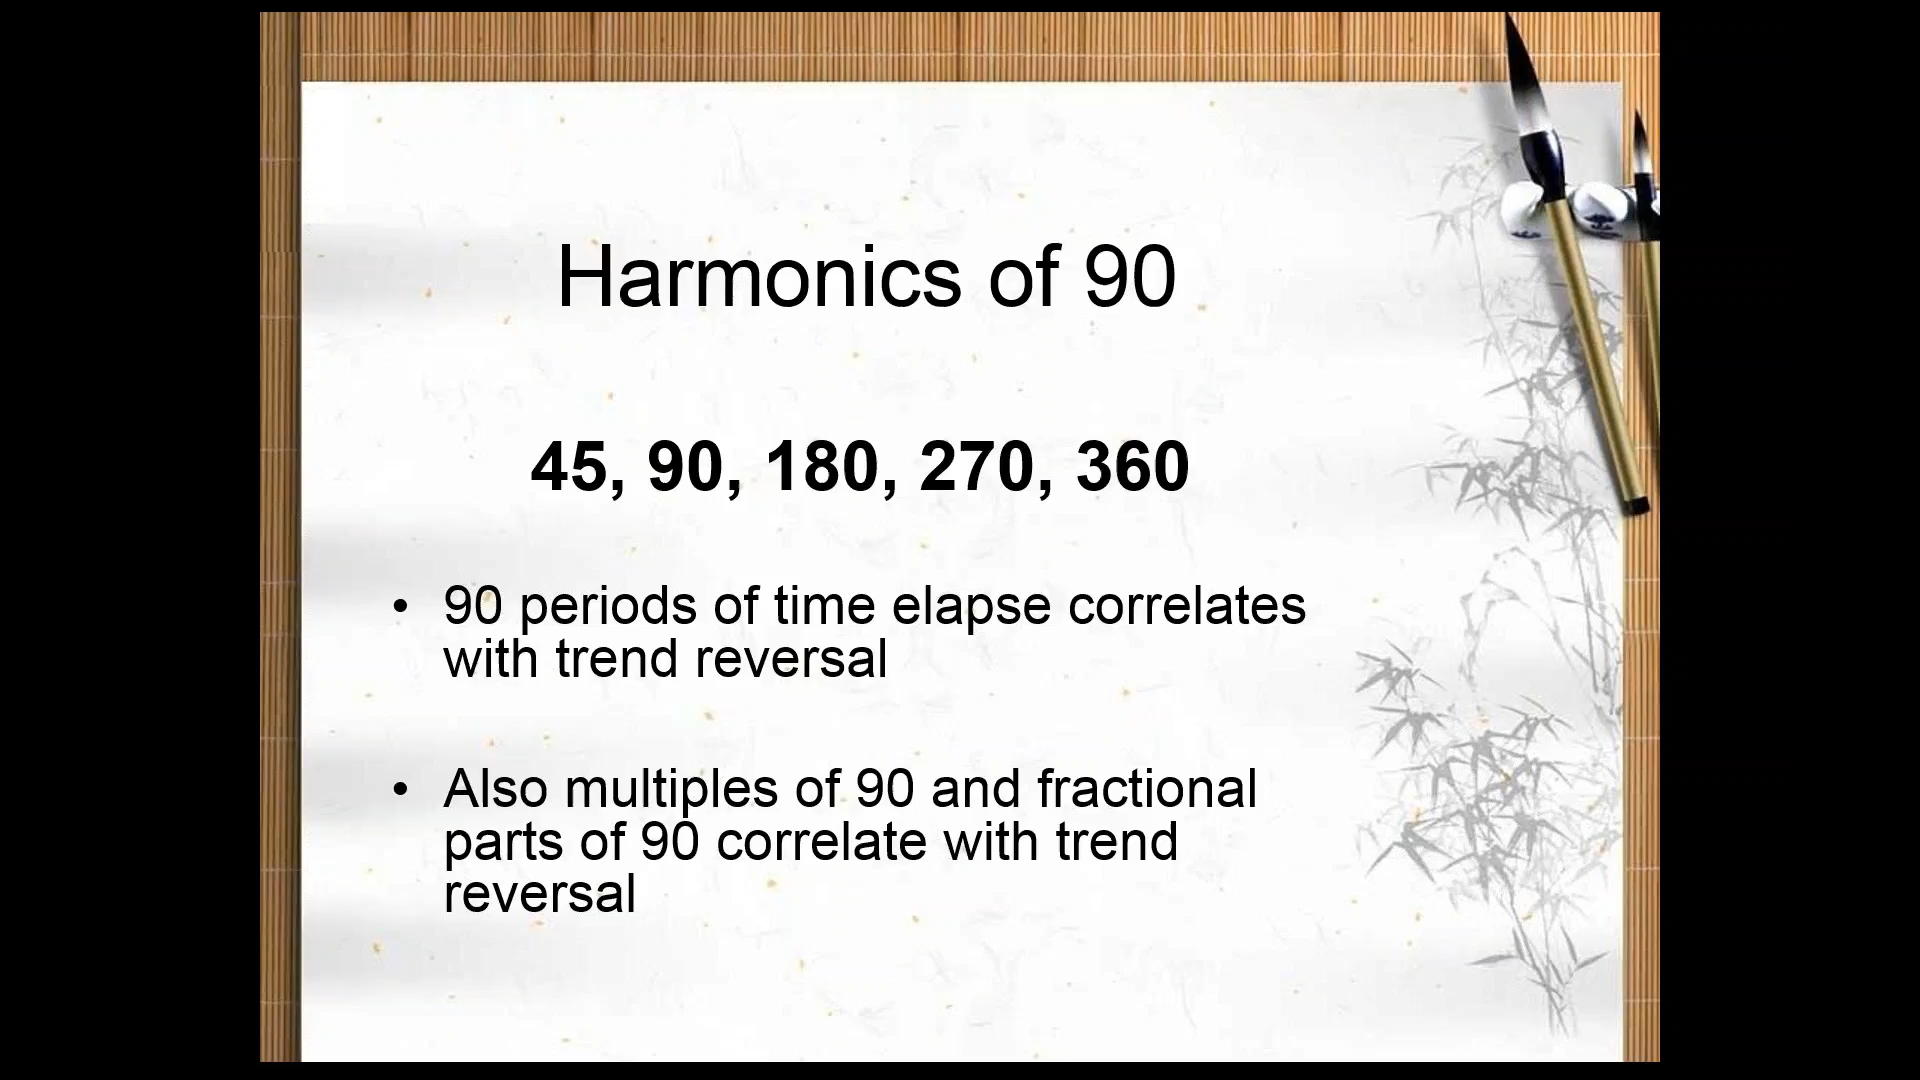 Harmonics of 90
45, 90, 180, 270, 360
• 90 periods of time elapse correlates
with trend reversal
• Also multiples of 90 and fractional
parts of 90 correlate with trend
reversal